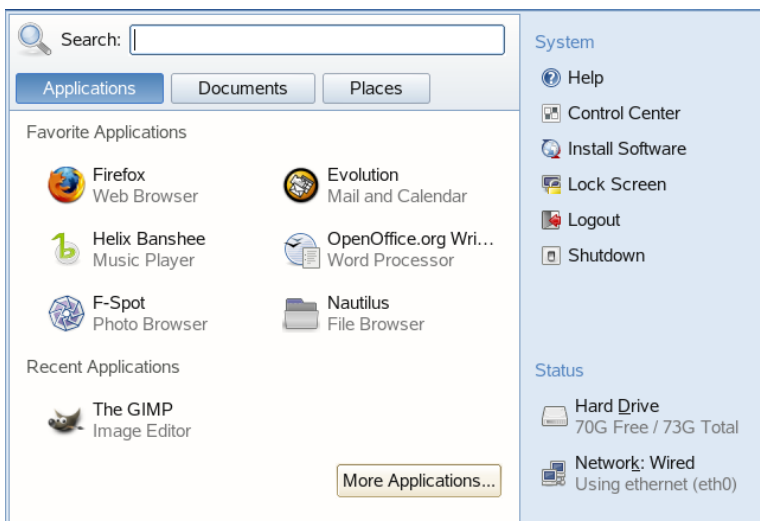 Search:
Applications Documents Places
Favorite Applications
Firefox
Web Browser
Evolution
Mail and Calendar
Helix Banshee
Music Player
OpenOffice.org Wri...
Word Processor
F-Spot
Photo Browser
Nautilus
File Browser
Recent Applications
The GIMP
Image Editor
More Applications...
System
Help
Control Center
Install Software
Lock Screen
Logout
Shutdown
Status
Hard Drive
70G Free / 73G Total
Network: Wired
Using ethernet (eth0)